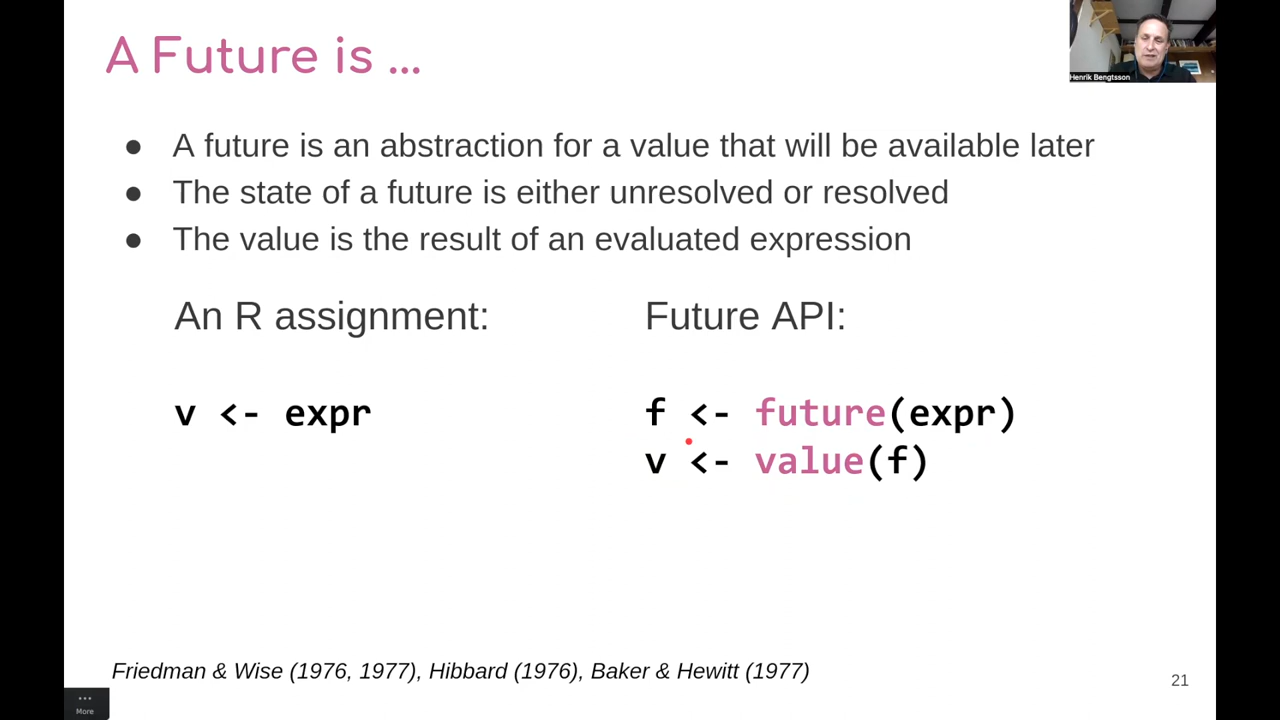 A Future is ...
Henrik Bengtsson
● A future is an abstraction for a value that will be available later
● The state of a future is either unresolved or resolved
● The value is the result of an evaluated expression
An R assignment:
v <- expr
Future API:
f <- future(expr)
v <- value(f)
Friedman & Wise (1976, 1977), Hibbard (1976), Baker & Hewitt (1977)
21
More